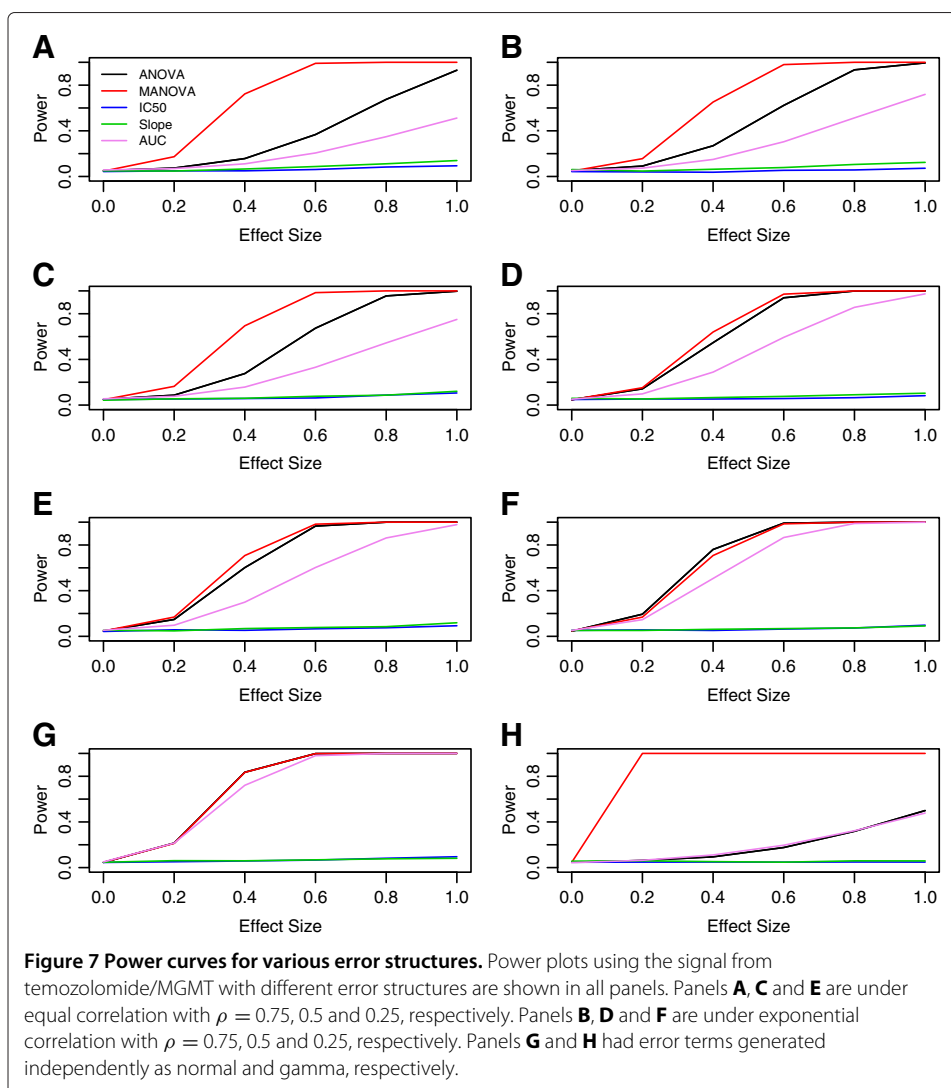 A
B
ANOVA
MANOVA
IC50
Slope
AUC
Power
0.0 0.4 0.8
0.0 0.2 0.4 0.6 0.8 1.0
Effect Size
Power
0.0 0.4 0.8
0.0 0.2 0.4 0.6 0.8 1.0
Effect Size
C
D
Power
0.0 0.4 0.8
0.0 0.2 0.4 0.6 0.8 1.0
Effect Size
Power
0.0 0.4 0.8
0.0 0.2 0.4 0.6 0.8 1.0
Effect Size
E
F
Power
0.0 0.4 0.8
0.0 0.2 0.4 0.6 0.8 1.0
Effect Size
Power
0.0 0.4 0.8
0.0 0.2 0.4 0.6 0.8 1.0
Effect Size
G
H
Power
0.0 0.4 0.8
0.0 0.2 0.4 0.6 0.8 1.0
Effect Size
Power
0.0 0.4 0.8
0.0 0.2 0.4 0.6 0.8 1.0
Effect Size
Figure 7 Power curves for various error structures. Power plots using the signal from
temozolomide/MGMT with different error structures are shown in all panels. Panels A, C and E are under
equal correlation with ρ = 0.75, 0.5 and 0.25, respectively. Panels B, D and F are under exponential
correlation with ρ = 0.75, 0.5 and 0.25, respectively. Panels G and H had error terms generated
independently as normal and gamma, respectively.